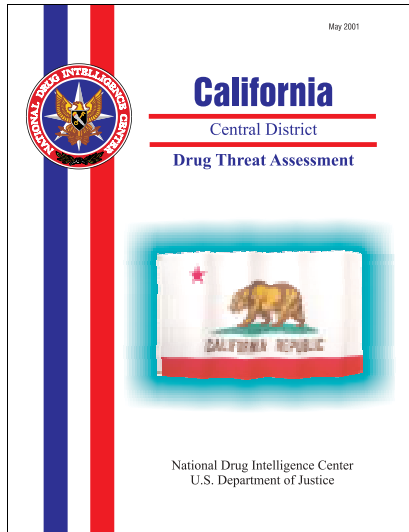 May 2001
NATIONAL DRUG INTELLIGENCE CENTER
California
Central District
Drug Threat Assessment
CALIFORNIA REPUBLIC
National Drug Intelligence Center
U.S. Department of Justice